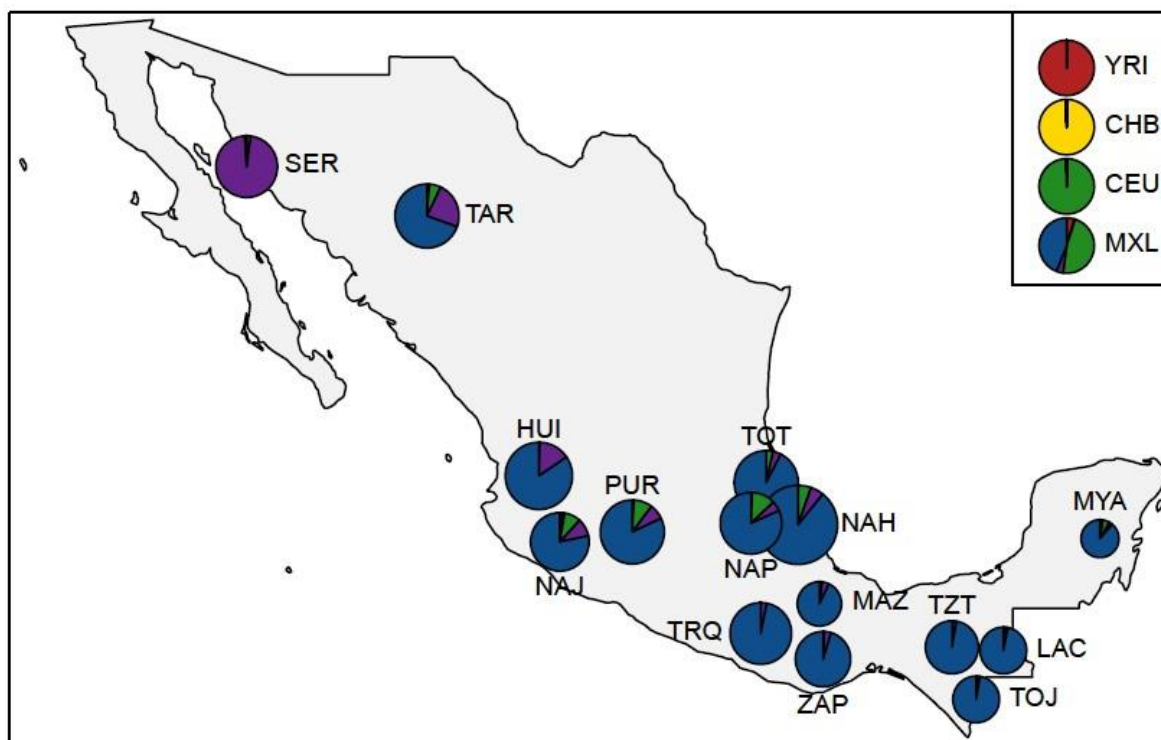 YRI
CHB
CEU
MXL
SER
TAR
HUI
TOT
PUR
MYA
NAH
NAP
NAJ
MAZ
TZT
TRQ
LAC
ZAP
TOJ